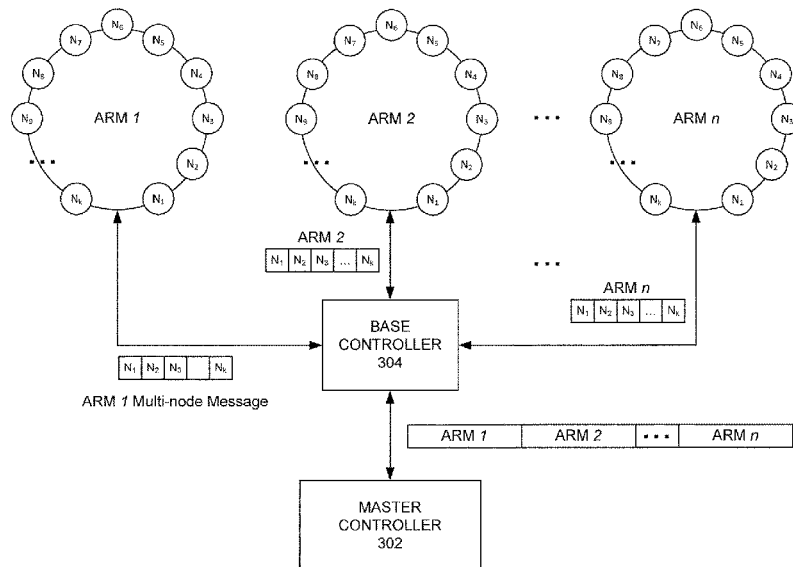 N6
N7
N5
N8
N4
N9
ARM 1
N3
...
N2
Nk
N1
N6
N7
N5
N8
N4
N9
ARM 2
N3
...
N2
Nk
N1
...
N6
N7
N5
N8
N4
N9
ARM n
N3
...
N2
Nk
N1
ARM 2
N1 N2 N3 ... Nk
...
ARM n
N1 N2 N3 ... Nk
BASE
CONTROLLER
304
N1 N2 N3 Nk
ARM 1 Multi-node Message
ARM 1 ARM 2 ... ARM n
MASTER
CONTROLLER
302